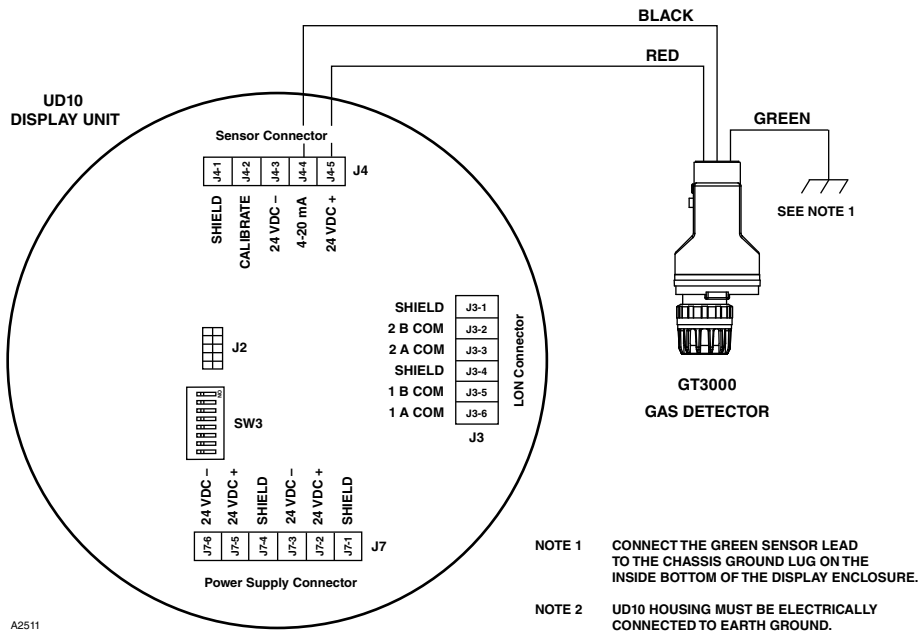 BLACK
RED
GREEN
UD10
DISPLAY UNIT
Sensor Connector
J4-1
J4-2
J4-3
J4-4
J4-5
J4
SHIELD
CALIBRATE
24 VDC –
4-20 mA
24 VDC +
SEE NOTE 1
GT3000
GAS DETECTOR
SHIELD J3-1
2 B COM J3-2
2 A COM J3-3
SHIELD J3-4
1 B COM J3-5
1 A COM J3-6
J3
LON Connector
J2
NO
SW3
24 VDC –
24 VDC +
SHIELD
24 VDC –
24 VDC +
SHIELD
J7-6
J7-5
J7-4
J7-3
J7-2
J7-1
J7
Power Supply Connector
NOTE 1 CONNECT THE GREEN SENSOR LEAD
TO THE CHASSIS GROUND LUG ON THE
INSIDE BOTTOM OF THE DISPLAY ENCLOSURE.
NOTE 2 UD10 HOUSING MUST BE ELECTRICALLY
CONNECTED TO EARTH GROUND.
A2511